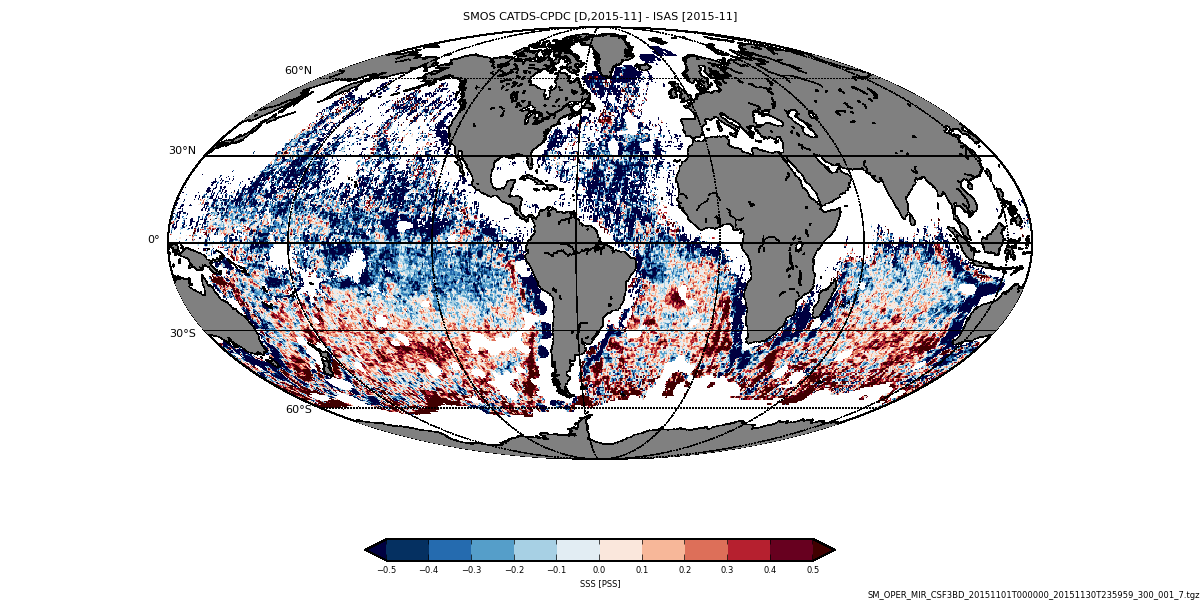 SMOS CATDS-CPDC [D,2015-11] - ISAS [2015-11]
60°N
30°N
0°
30°S
60°S
−0.5 −0.4 −0.3 −0.2 −0.1 0.0 0.1 0.2 0.3 0.4 0.5
SSS [PSS]
SM_OPER_MIR_CSF3BD_20151101T000000_20151130T235959_300_001_7.tgz